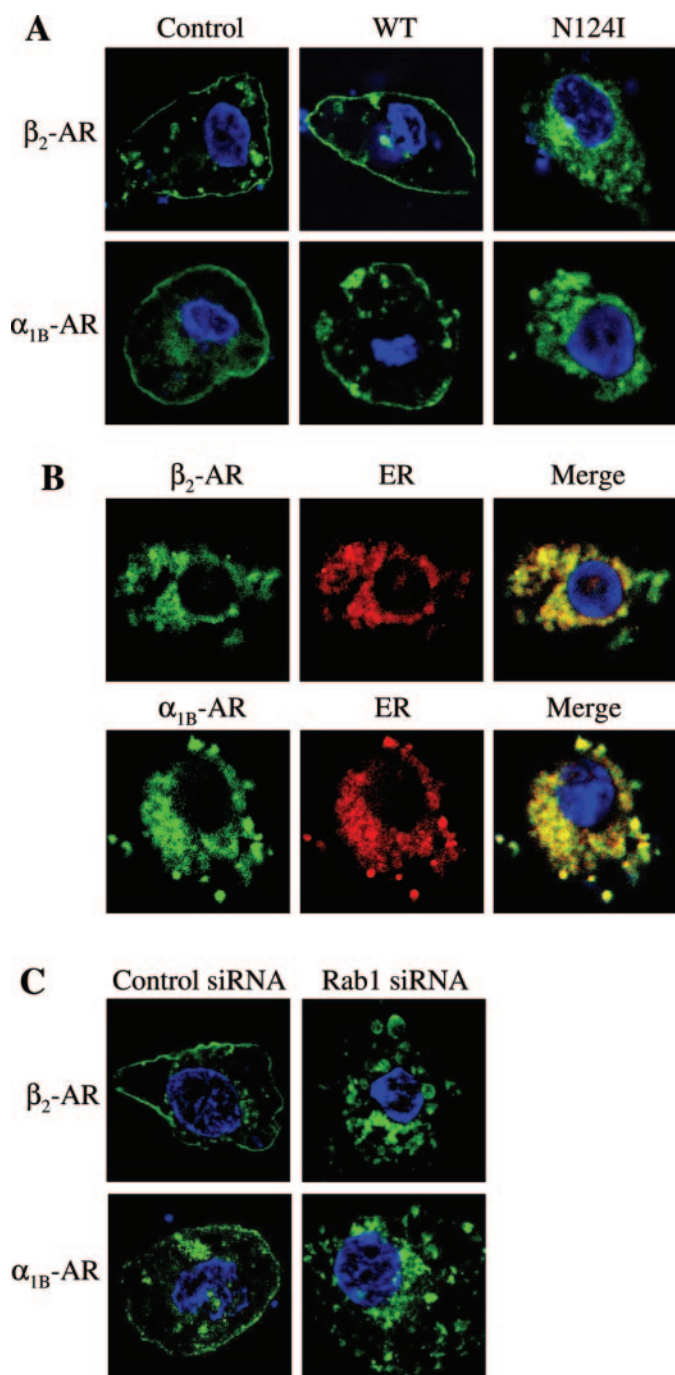 A Control WT N124I
β₂-AR
α₁B-AR
B β₂-AR ER Merge
α₁B-AR ER Merge
C Control siRNA Rab1 siRNA
β₂-AR
α₁B-AR